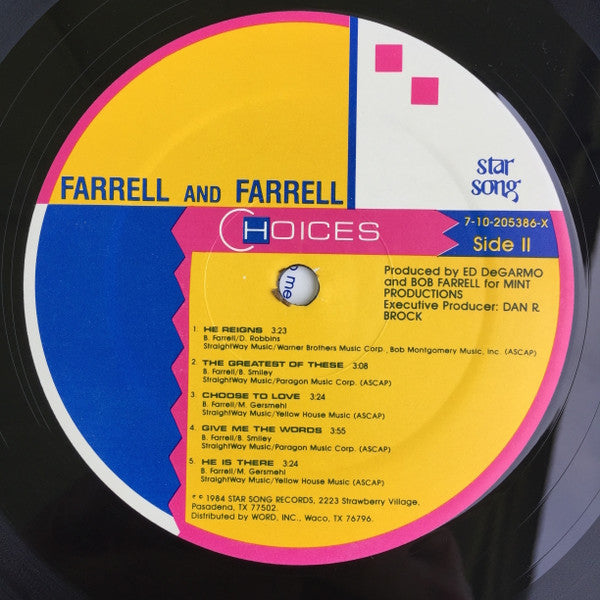 star
song
FARRELL AND FARRELL
CHOICES
7-10-205386-X
Side II
Produced by ED DeGARMO
and BOB FARRELL for MINT
PRODUCTIONS
Executive Producer: DAN R.
BROCK
o me
1. HE REIGNS 3:23
B. Farrell/D. Robbins
StraightWay Music/Warner Brothers Music Corp., Bob Montgomery Music, Inc. (ASCAP)
2. THE GREATEST OF THESE 3:08
B. Farrell/B. Smiley
StraightWay Music/Paragon Music Corp. (ASCAP)
3. CHOOSE TO LOVE 3:24
B. Farrell/M. Gersmehl
StraightWay Music/Yellow House Music (ASCAP)
4. GIVE ME THE WORDS 3:55
B. Farrell/B. Smiley
StraightWay Music/Paragon Music Corp. (ASCAP)
5. HE IS THERE 3:24
B. Farrell/M. Gersmehl
StraightWay Music/Yellow House Music (ASCAP)
℗ © 1984 STAR SONG RECORDS, 2223 Strawberry Village,
Pasadena, TX 77502.
Distributed by WORD, INC., Waco, TX 76796.